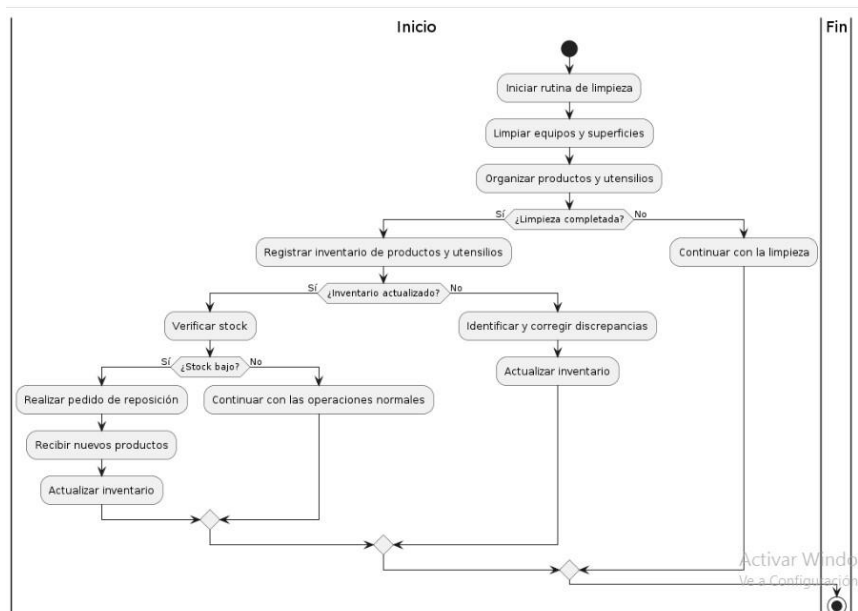 Inicio
Fin
Iniciar rutina de limpieza
Limpiar equipos y superficies
Organizar productos y utensilios
Sí
¿Limpieza completada?
No
Registrar inventario de productos y utensilios
Continuar con la limpieza
Sí
¿Inventario actualizado?
No
Verificar stock
Identificar y corregir discrepancias
Sí
¿Stock bajo?
No
Actualizar inventario
Realizar pedido de reposición
Continuar con las operaciones normales
Recibir nuevos productos
Actualizar inventario
Activar Windo
Ve a Configuración